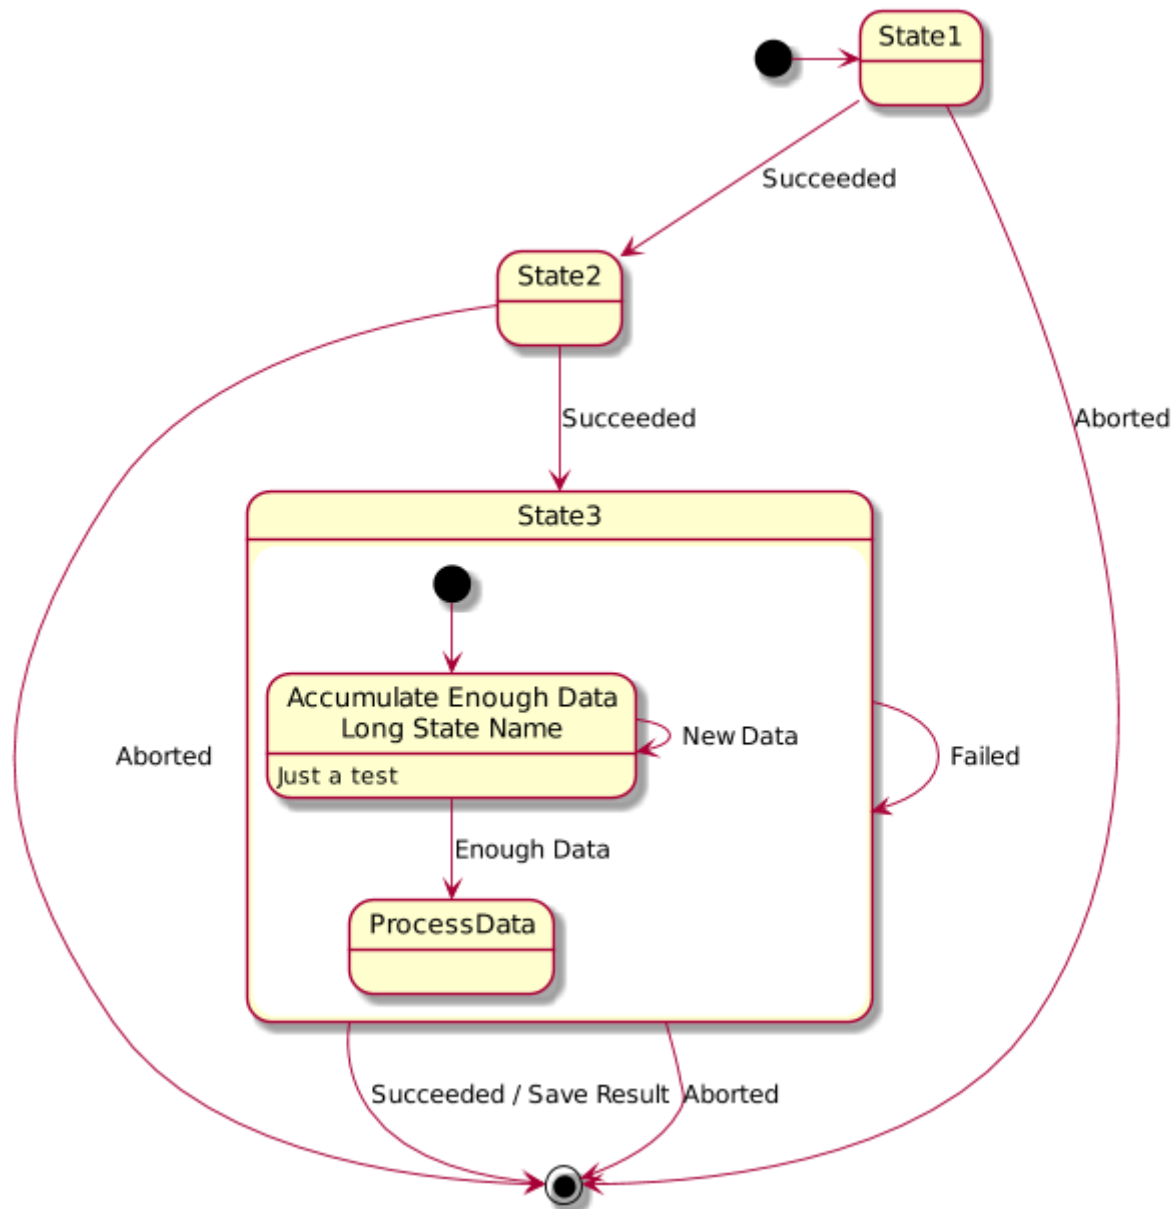 State1
Succeeded
State2
Succeeded
Aborted
State3
Accumulate Enough Data
Long State Name
New Data
Just a test
Aborted
Failed
Enough Data
ProcessData
Succeeded / Save Result
Aborted